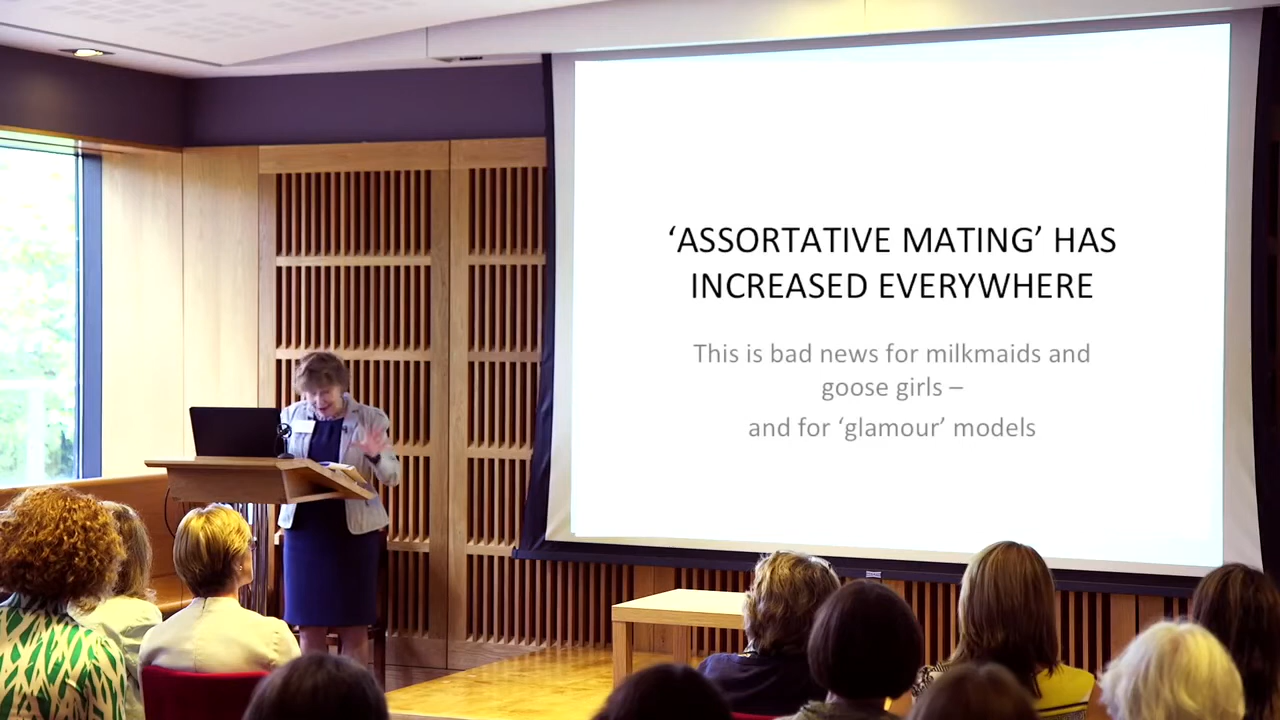 ‘ASSORTATIVE MATING’ HAS
INCREASED EVERYWHERE
This is bad news for milkmaids and
goose girls –
and for ‘glamour’ models